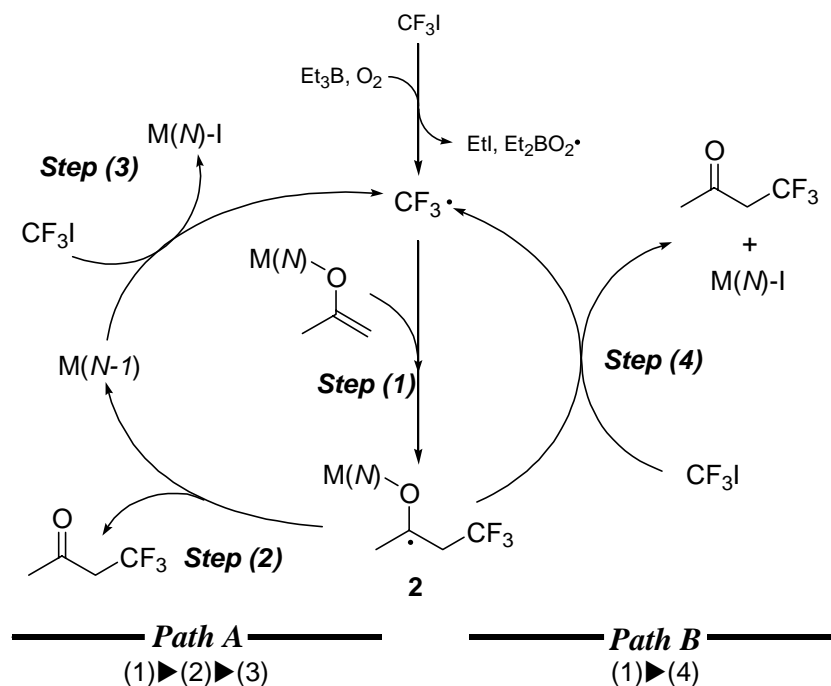 CF₃I
Et₃B, O₂
EtI, Et₂BO₂•
M(N)-I
Step (3)
CF₃I
CF₃•
O
CF₃
+
M(N)-I
M(N)
O
M(N-1)
Step (1)
Step (4)
M(N)
O
CF₃
CF₃I
O
CF₃
Step (2)
2
Path A
(1)►(2)►(3)
Path B
(1)►(4)